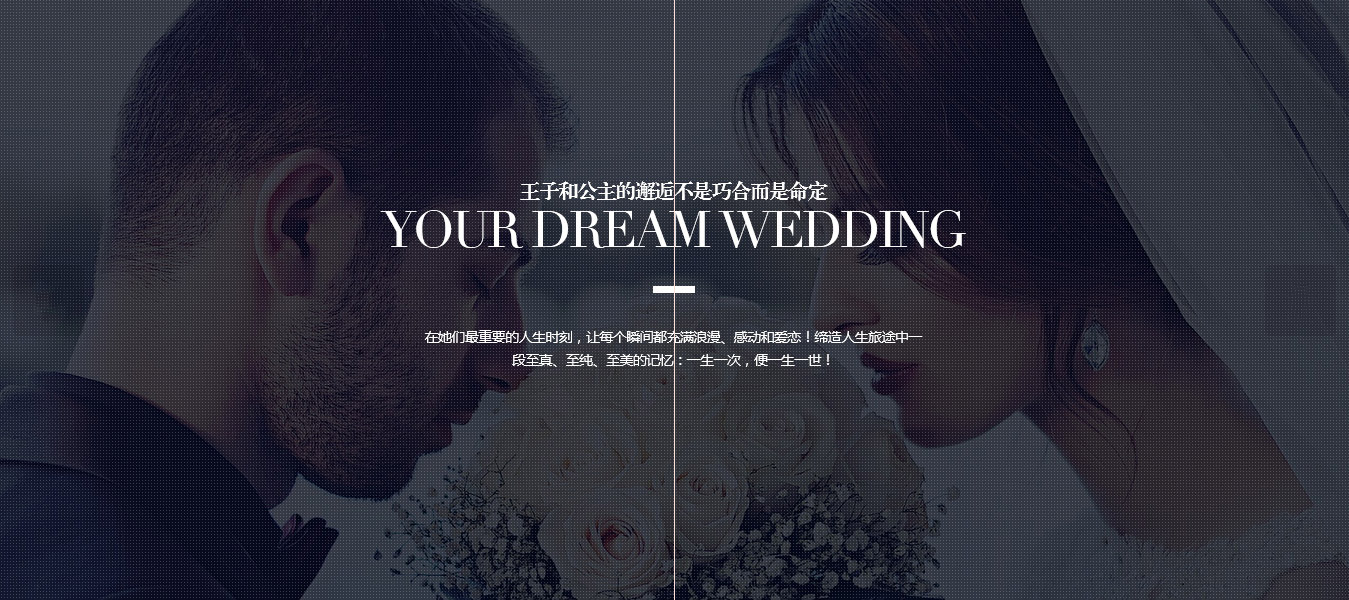 王子和公主的邂逅不是巧合而是命定
YOUR DREAM WEDDING
在她们最重要的人生时刻，让每个瞬间都充满浪漫、感动和爱恋！缔造人生旅途中一
段至真、至纯、至美的记忆：一生一次，便一生一世！